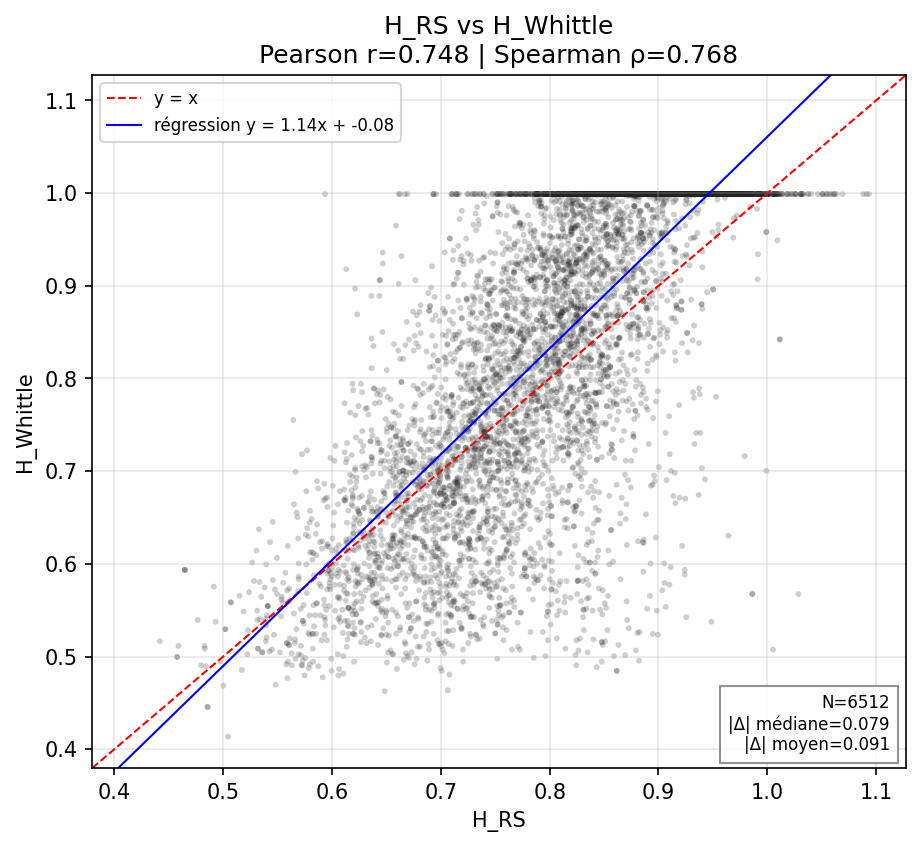 H_RS vs H_Whittle
Pearson r=0.748 | Spearman ρ=0.768
y = x
régression y = 1.14x + -0.08
1.1
1.0
0.9
0.8
0.7
0.6
0.5
0.4
H_Whittle
N=6512
|Δ| médiane=0.079
|Δ| moyen=0.091
0.4 0.5 0.6 0.7 0.8 0.9 1.0 1.1
H_RS